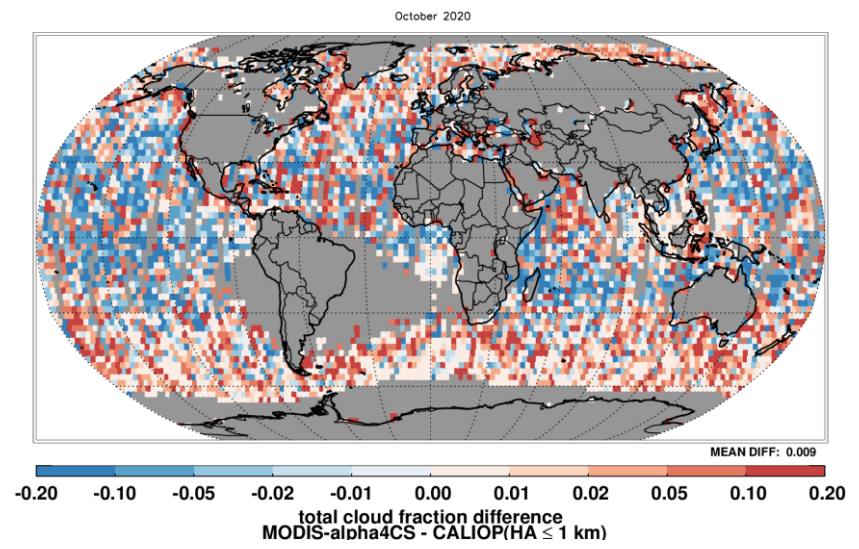 October 2020
MEAN DIFF: 0.009
-0.20 -0.10 -0.05 -0.02 -0.01 0.00 0.01 0.02 0.05 0.10 0.20
total cloud fraction difference
MODIS-alpha4CS - CALIOP(HA ≤ 1 km)